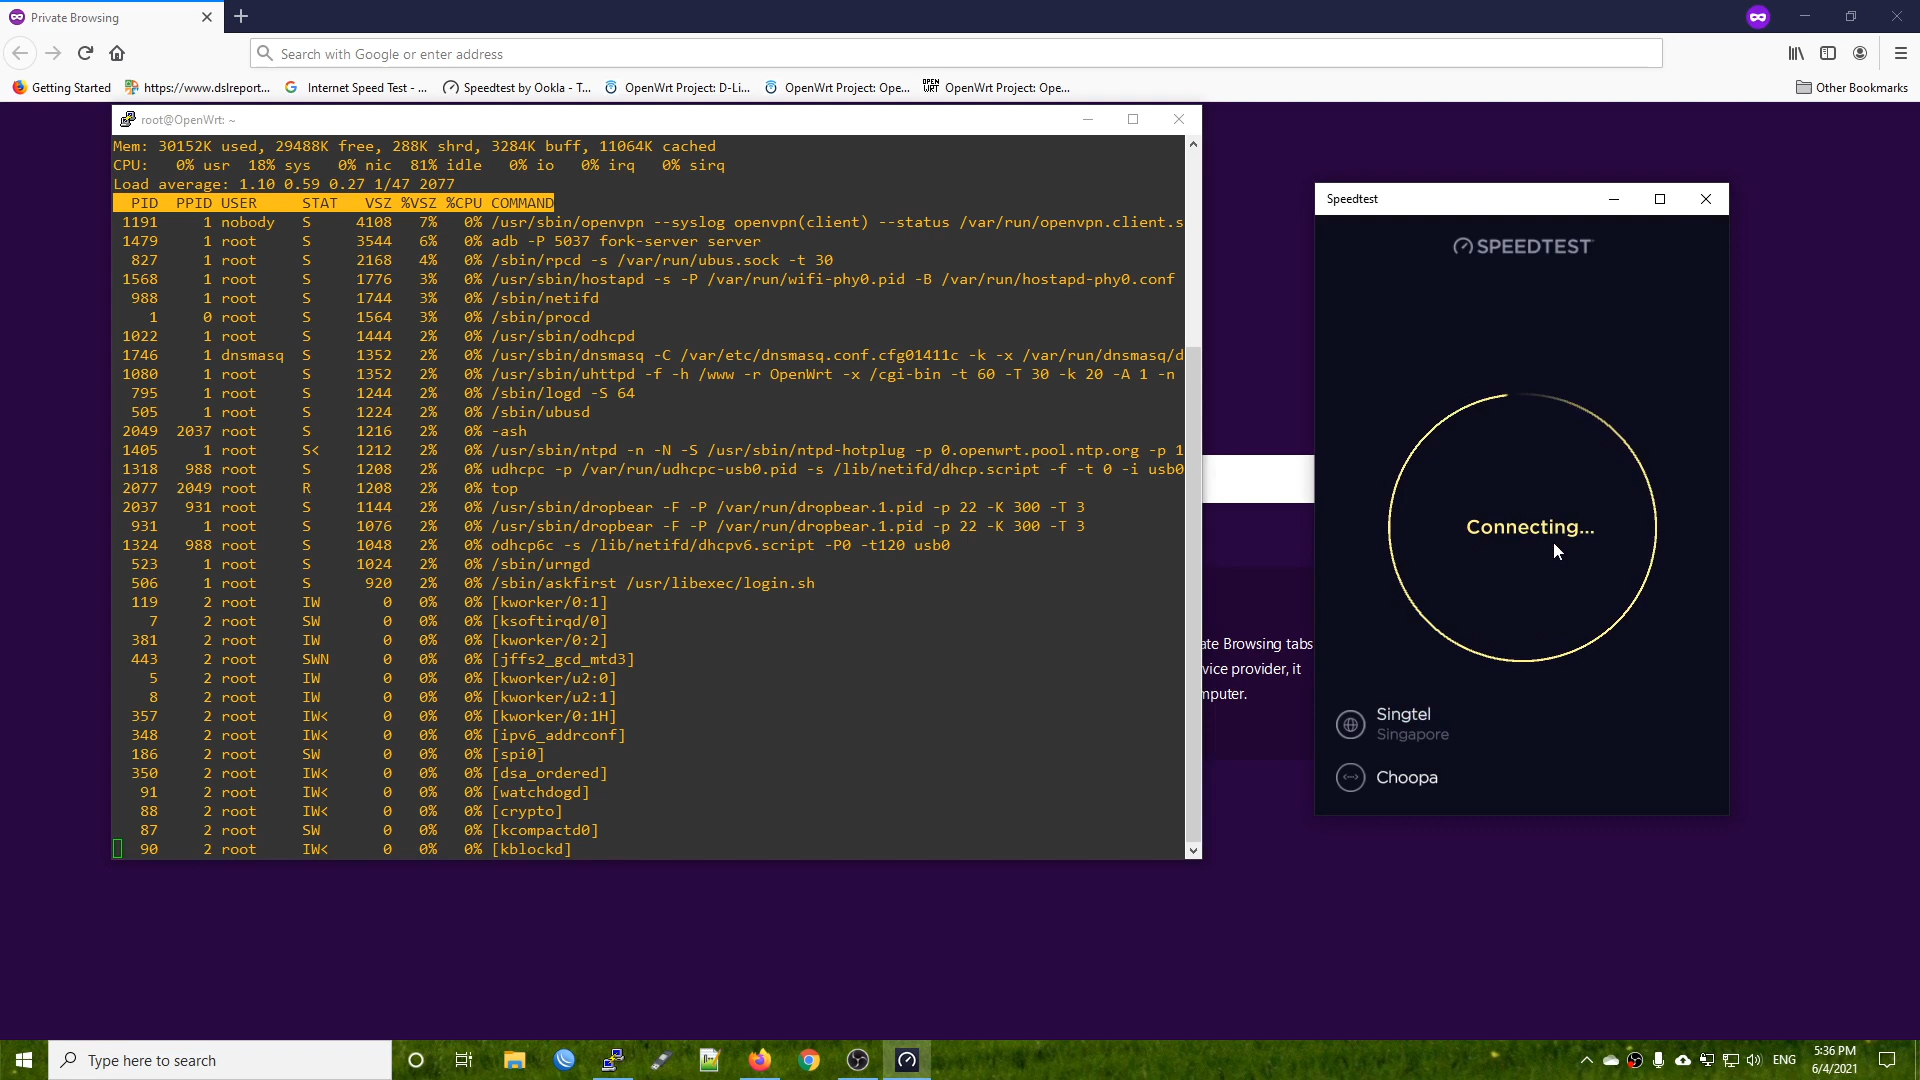 Private Browsing
Search with Google or enter address
Getting Started
https://www.dslreport...
Internet Speed Test - ...
Speedtest by Ookla - T...
OpenWrt Project: D-Li...
OpenWrt Project: Ope...
OPEN WRT
OpenWrt Project: Ope...
Other Bookmarks
root@OpenWrt: ~
Mem: 30152K used, 29488K free, 288K shrd, 3284K buff, 11064K cached
CPU:   0% usr  18% sys   0% nic  81% idle   0% io   0% irq   0% sirq
Load average: 1.10 0.59 0.27 1/47 2077
PID  PPID USER     STAT   VSZ %VSZ %CPU COMMAND
1191     1 nobody   S     4108   7%   0% /usr/sbin/openvpn --syslog openvpn(client) --status /var/run/openvpn.client.s
1479     1 root     S     3544   6%   0% adb -P 5037 fork-server server
827     1 root     S     2168   4%   0% /sbin/rpcd -s /var/run/ubus.sock -t 30
1568     1 root     S     1776   3%   0% /usr/sbin/hostapd -s -P /var/run/wifi-phy0.pid -B /var/run/hostapd-phy0.conf
988     1 root     S     1744   3%   0% /sbin/netifd
1     0 root     S     1564   3%   0% /sbin/procd
1022     1 root     S     1444   2%   0% /usr/sbin/odhcpd
1746     1 dnsmasq  S     1352   2%   0% /usr/sbin/dnsmasq -C /var/etc/dnsmasq.conf.cfg01411c -k -x /var/run/dnsmasq/d
1080     1 root     S     1352   2%   0% /usr/sbin/uhttpd -f -h /www -r OpenWrt -x /cgi-bin -t 60 -T 30 -k 20 -A 1 -n
795     1 root     S     1244   2%   0% /sbin/logd -S 64
505     1 root     S     1224   2%   0% /sbin/ubusd
2049  2037 root     S     1216   2%   0% -ash
1405     1 root     S<    1212   2%   0% /usr/sbin/ntpd -n -N -S /usr/sbin/ntpd-hotplug -p 0.openwrt.pool.ntp.org -p 1
1318   988 root     S     1208   2%   0% udhcpc -p /var/run/udhcpc-usb0.pid -s /lib/netifd/dhcp.script -f -t 0 -i usb0
2077  2049 root     R     1208   2%   0% top
2037   931 root     S     1144   2%   0% /usr/sbin/dropbear -F -P /var/run/dropbear.1.pid -p 22 -K 300 -T 3
931     1 root     S     1076   2%   0% /usr/sbin/dropbear -F -P /var/run/dropbear.1.pid -p 22 -K 300 -T 3
1324   988 root     S     1048   2%   0% odhcp6c -s /lib/netifd/dhcpv6.script -P0 -t120 usb0
523     1 root     S     1024   2%   0% /sbin/urngd
506     1 root     S      920   2%   0% /sbin/askfirst /usr/libexec/login.sh
119     2 root     IW       0   0%   0% [kworker/0:1]
7     2 root     SW       0   0%   0% [ksoftirqd/0]
381     2 root     IW       0   0%   0% [kworker/0:2]
443     2 root     SWN      0   0%   0% [jffs2_gcd_mtd3]
5     2 root     IW       0   0%   0% [kworker/u2:0]
8     2 root     IW       0   0%   0% [kworker/u2:1]
357     2 root     IW<      0   0%   0% [kworker/0:1H]
348     2 root     IW<      0   0%   0% [ipv6_addrconf]
186     2 root     SW       0   0%   0% [spi0]
350     2 root     IW<      0   0%   0% [dsa_ordered]
91     2 root     IW<      0   0%   0% [watchdogd]
88     2 root     IW<      0   0%   0% [crypto]
87     2 root     SW       0   0%   0% [kcompactd0]
90     2 root     IW<      0   0%   0% [kblockd]
ate Browsing tabs
vice provider, it
mputer.
Speedtest
SPEEDTEST
Connecting...
Singtel
Singapore
Choopa
Type here to search
ENG
5:36 PM
6/4/2021